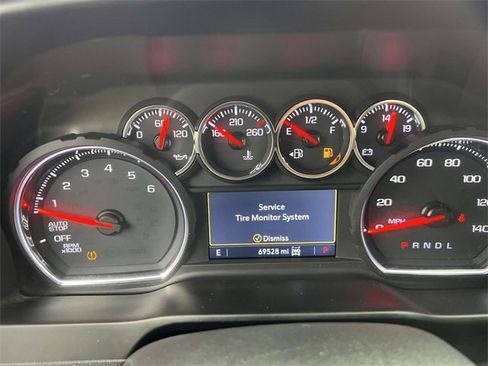 0 60 120
160 210 260
E 1/2 F
9 14 19
1 2 3 4 5 6
AUTO
STOP
OFF
RPM
x1000
Service
Tire Monitor System
Dismiss
E 69528 mi P
20 40 60 80 100 120 140
MPH
P R N D L